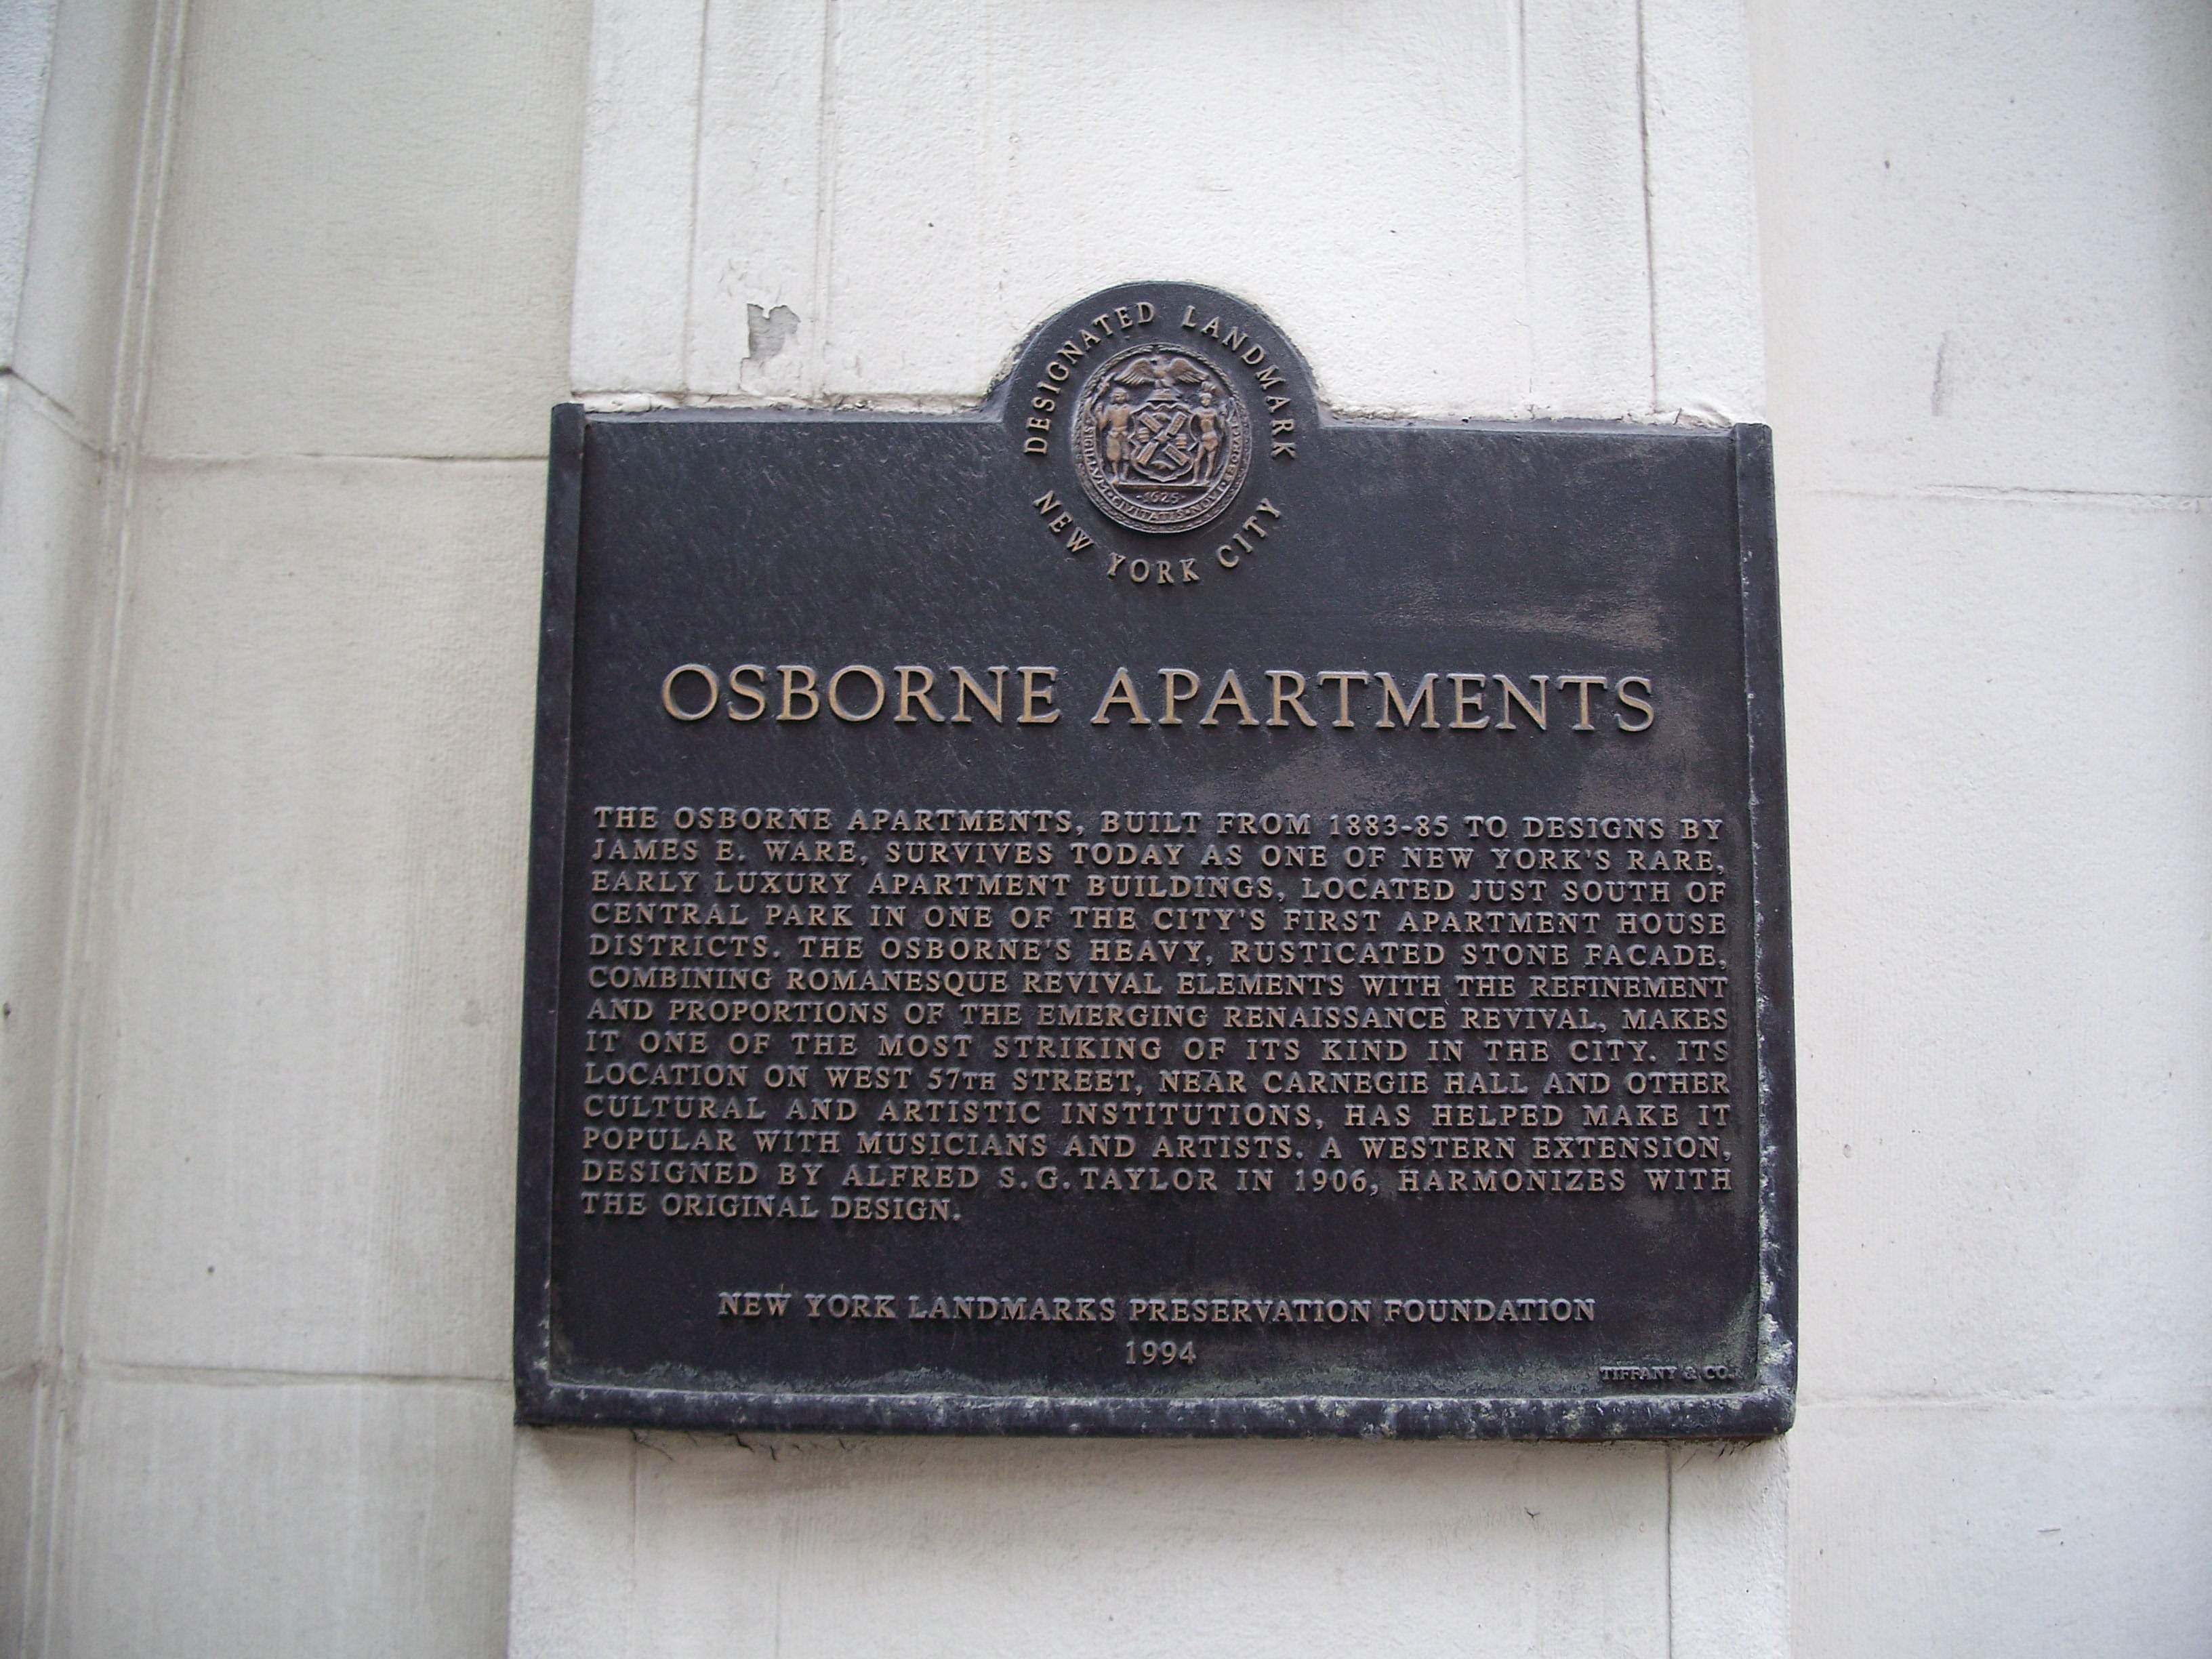 DESIGNATED LANDMARK
NEW YORK CITY
SIGILLVM • CIVITATIS • NOVI • EBORACI
-1625-
OSBORNE APARTMENTS
THE OSBORNE APARTMENTS, BUILT FROM 1883-85 TO DESIGNS BY
JAMES E. WARE, SURVIVES TODAY AS ONE OF NEW YORK'S RARE,
EARLY LUXURY APARTMENT BUILDINGS, LOCATED JUST SOUTH OF
CENTRAL PARK IN ONE OF THE CITY'S FIRST APARTMENT HOUSE
DISTRICTS. THE OSBORNE'S HEAVY, RUSTICATED STONE FACADE,
COMBINING ROMANESQUE REVIVAL ELEMENTS WITH THE REFINEMENT
AND PROPORTIONS OF THE EMERGING RENAISSANCE REVIVAL, MAKES
IT ONE OF THE MOST STRIKING OF ITS KIND IN THE CITY. ITS
LOCATION ON WEST 57TH STREET, NEAR CARNEGIE HALL AND OTHER
CULTURAL AND ARTISTIC INSTITUTIONS, HAS HELPED MAKE IT
POPULAR WITH MUSICIANS AND ARTISTS. A WESTERN EXTENSION,
DESIGNED BY ALFRED S.G.TAYLOR IN 1906, HARMONIZES WITH
THE ORIGINAL DESIGN.
NEW YORK LANDMARKS PRESERVATION FOUNDATION
1994
TIFFANY & CO.